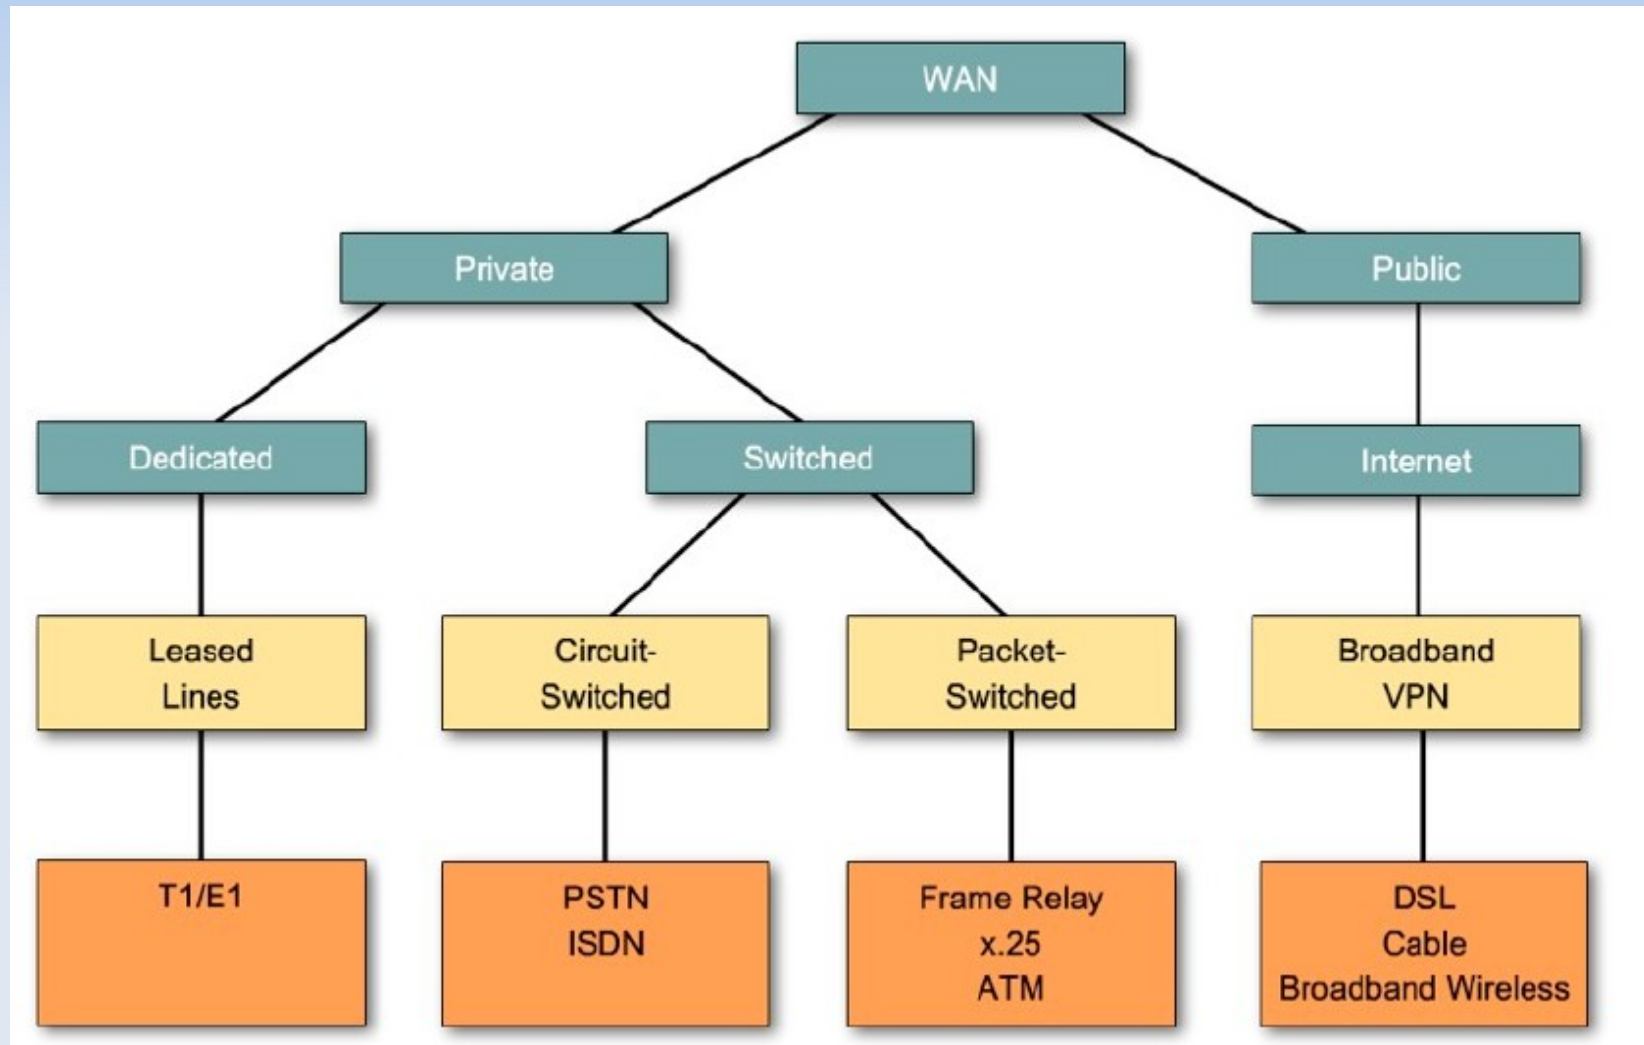 WAN
Private
Public
Dedicated
Switched
Internet
Leased
Lines
Circuit-
Switched
Packet-
Switched
Broadband
VPN
T1/E1
PSTN
ISDN
Frame Relay
x.25
ATM
DSL
Cable
Broadband Wireless